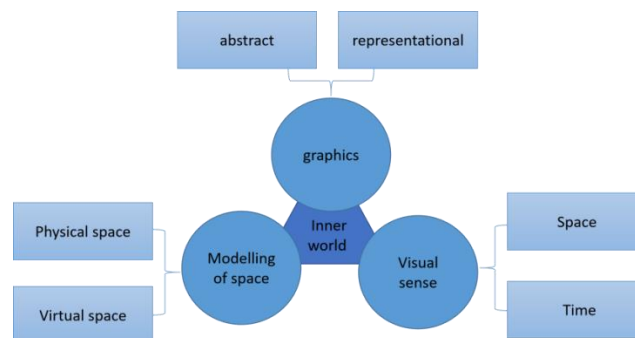 abstract
representational
graphics
Inner
world
Physical space
Modelling
of space
Virtual space
Visual
sense
Space
Time